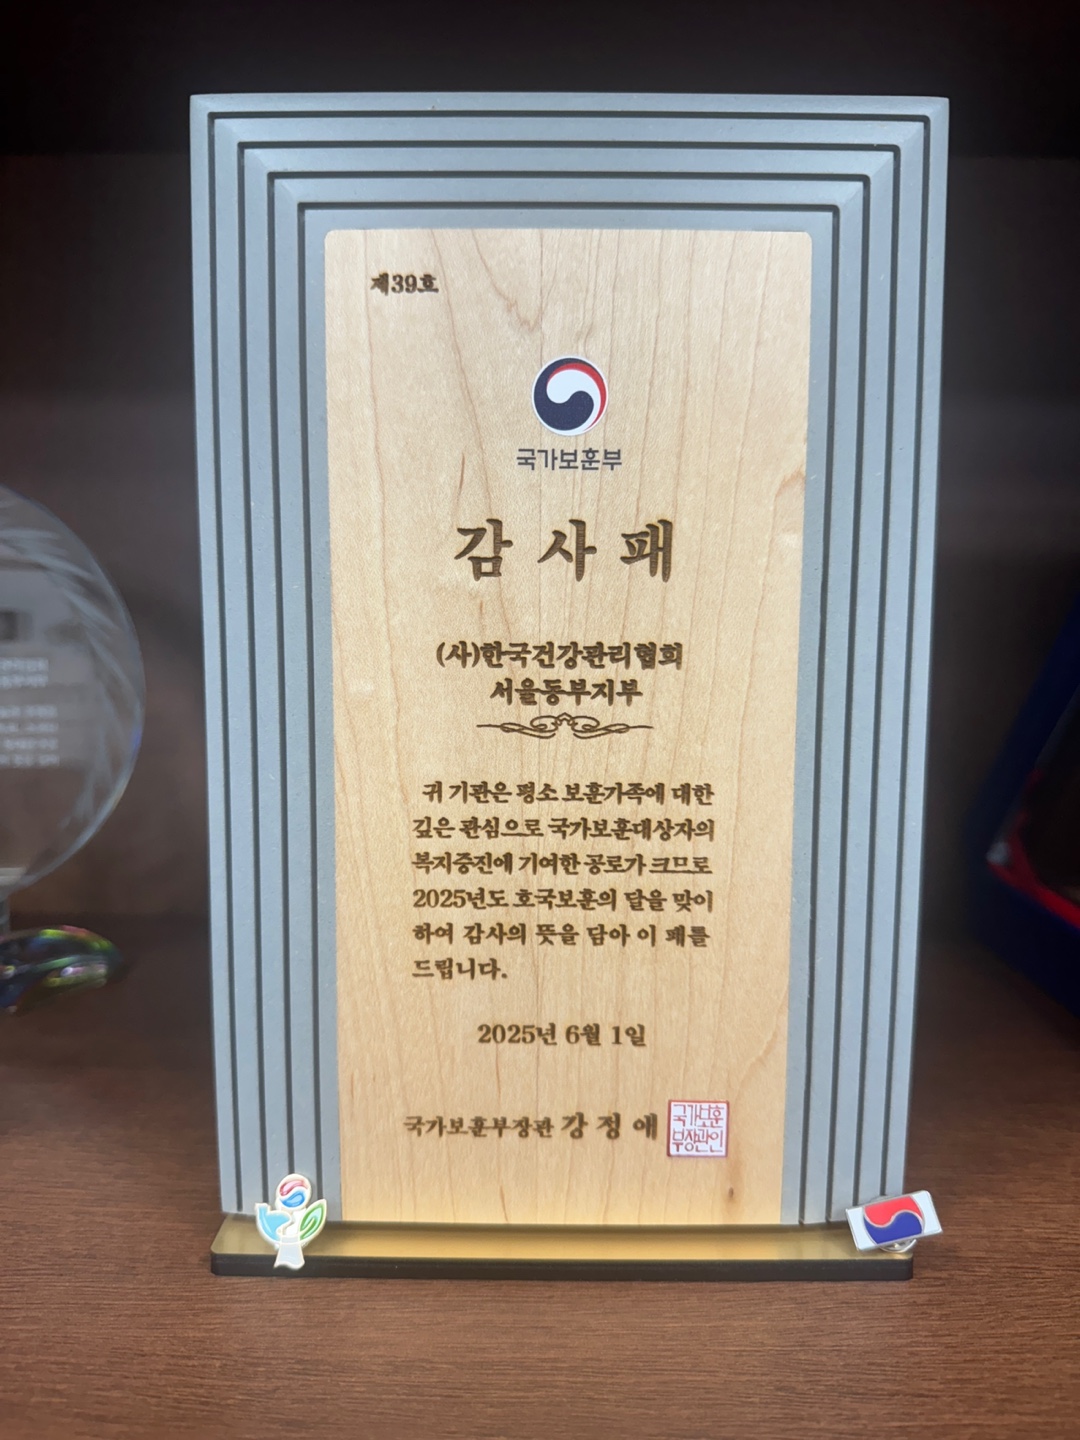 제39호
국가보훈부
감사패
(사)한국건강관리협회
서울동부지부
귀 기관은 평소 보훈가족에 대한
깊은 관심으로 국가보훈대상자의
복지증진에 기여한 공로가 크므로
2025년도 호국보훈의 달을 맞이
하여 감사의 뜻을 담아 이 패를
드립니다.
2025년 6월 1일
국가보훈부장관 강정애
국가보훈
부장관인